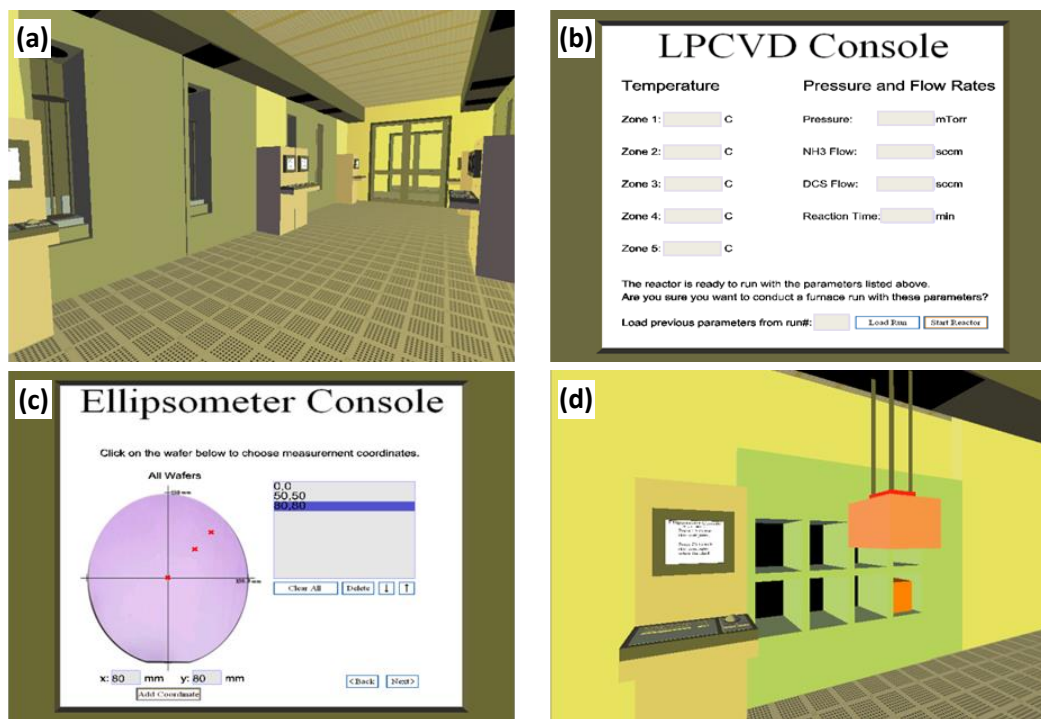 (a)
(b)
LPCVD Console
Temperature
Pressure and Flow Rates
Zone 1: C
Pressure: mTorr
Zone 2: C
NH3 Flow: sccm
Zone 3: C
DCS Flow: sccm
Zone 4: C
Reaction Time: min
Zone 5: C
The reactor is ready to run with the parameters listed above.
Are you sure you want to conduct a furnace run with these parameters?
Load previous parameters from run#: Load Run Start Reactor
(c)
Ellipsometer Console
Click on the wafer below to choose measurement coordinates.
All Wafers
0,0
50,50
80,80
Clear All Delete ↓ ↑
x: 80 mm y: 80 mm
Add Coordinate
<Back Next>
(d)
Ellipsometer Console